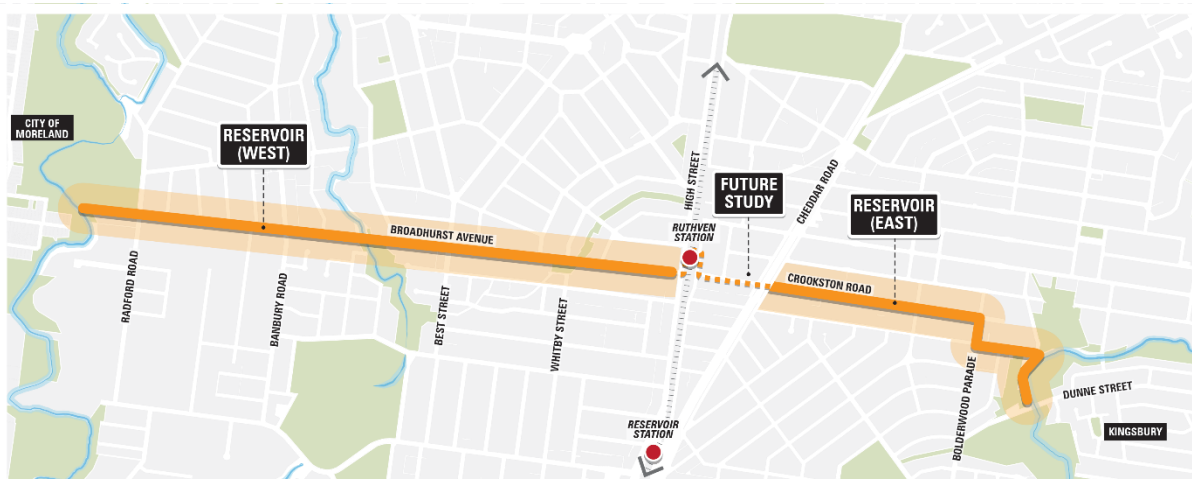 CITY OF
MORELAND
RESERVOIR
(WEST)
RADFORD ROAD
BANBURY ROAD
BROADHURST AVENUE
BEST STREET
WHITBY STREET
HIGH STREET
RUTHVEN
STATION
RESERVOIR
STATION
FUTURE
STUDY
CHEDDAR ROAD
RESERVOIR
(EAST)
CROOKSTON ROAD
BOLDERWOOD PARADE
DUNNE STREET
KINGSBURY